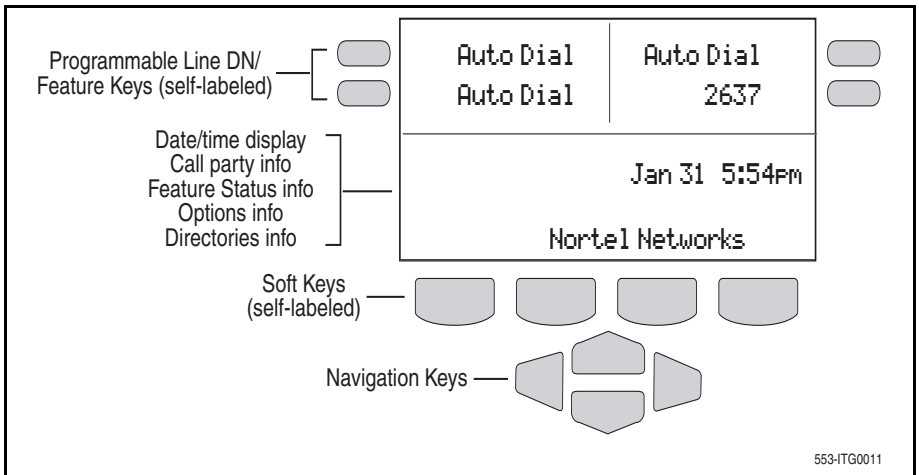 Programmable Line DN/
Feature Keys (self-labeled)
Auto Dial
Auto Dial
Auto Dial
2637
Date/time display
Call party info
Feature Status info
Options info
Directories info
Jan 31 5:54pm
Nortel Networks
Soft Keys
(self-labeled)
Navigation Keys
553-ITG0011